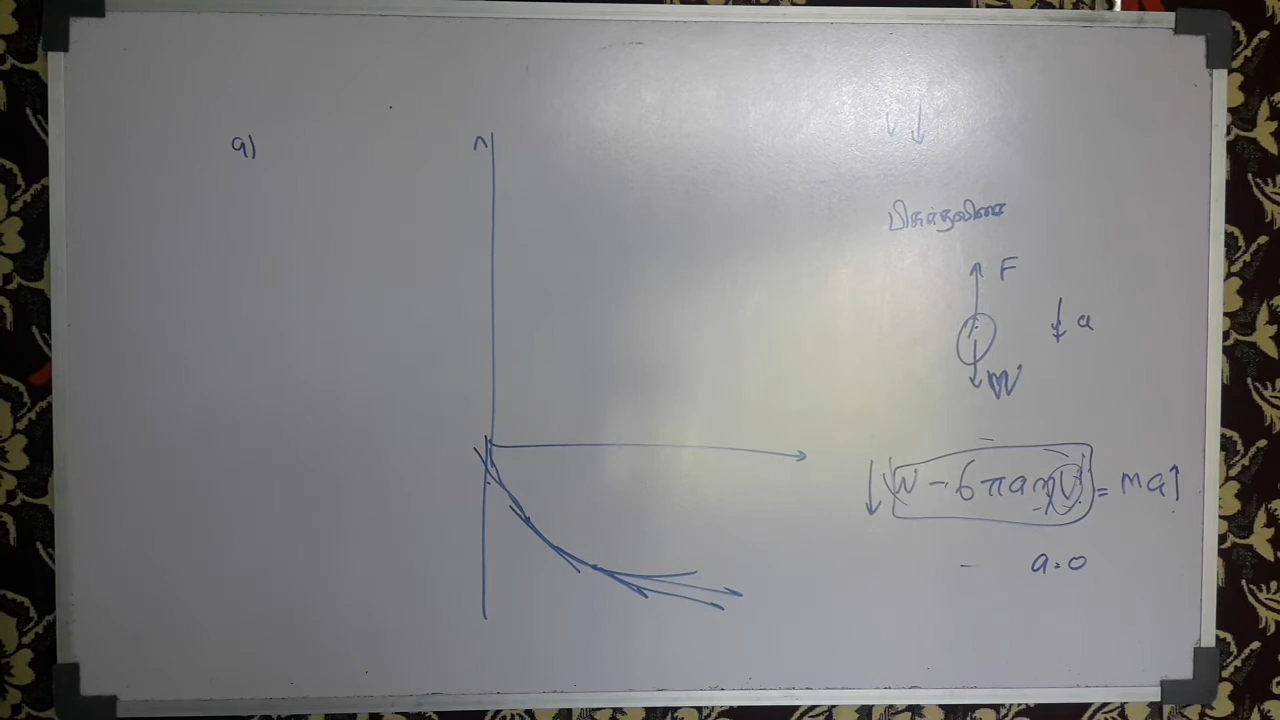 a)
V ↓
பிசுக்குவிசை
F
a
W
↓ W - 6πaηV = ma↑
a = 0